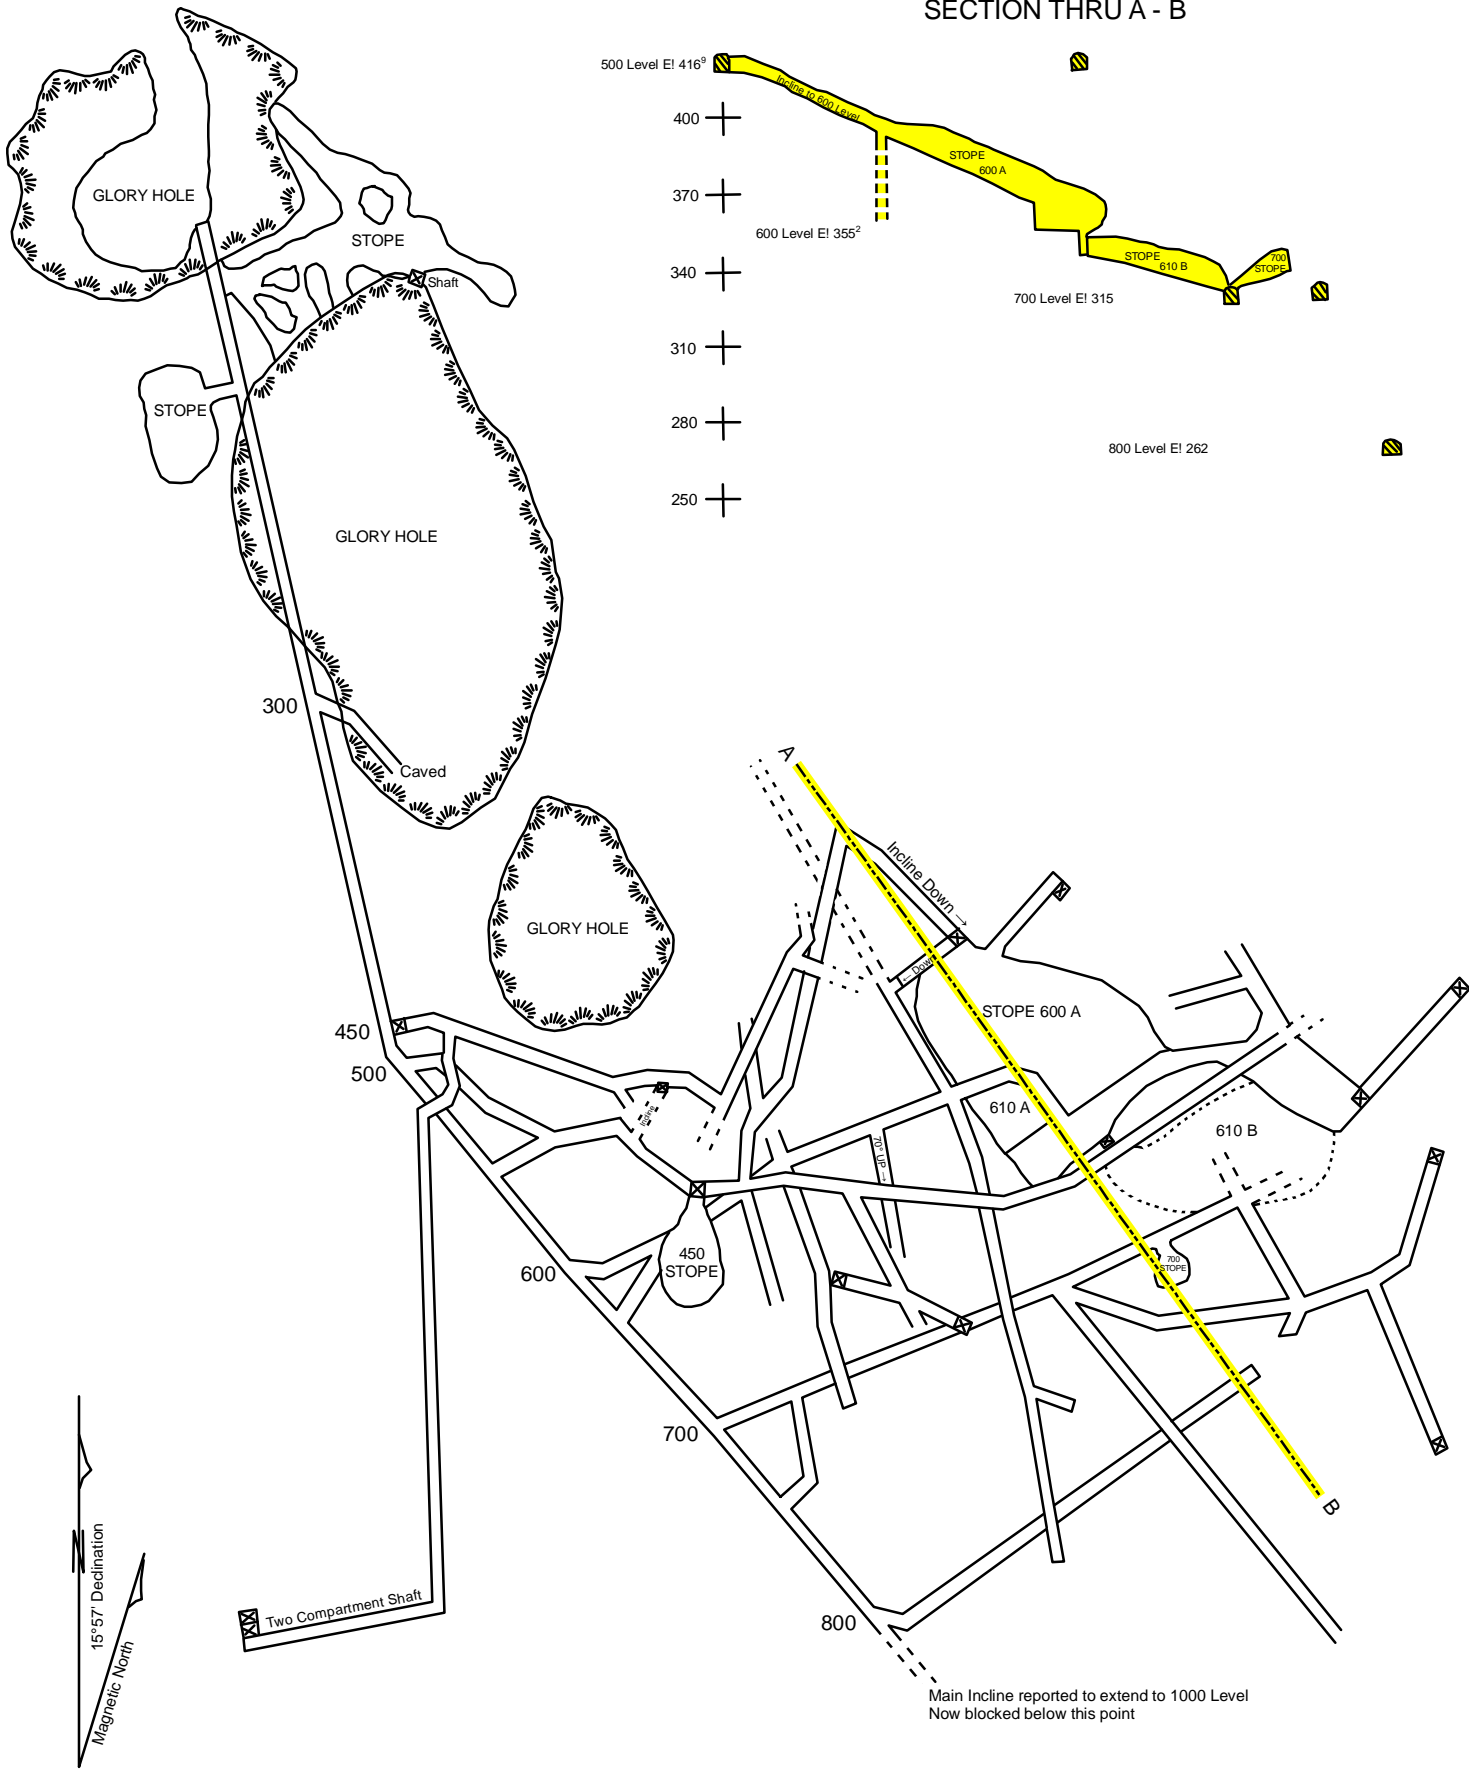 SECTION THRU A - B
500 Level E! 416⁹
Incline to 600 Level
400
STOPE
600 A
370
600 Level E! 355²
STOPE
610 B
700
STOPE
340
700 Level E! 315
310
280
800 Level E! 262
250
GLORY HOLE
STOPE
Shaft
STOPE
GLORY HOLE
300
Caved
A
GLORY HOLE
Incline Down →
← Down
STOPE 600 A
450
500
Incline
610 A
610 B
70° UP →
450
STOPE
700
STOPE
600
700
B
N
15°57' Declination
Magnetic North
Two Compartment Shaft
800
Main Incline reported to extend to 1000 Level
Now blocked below this point